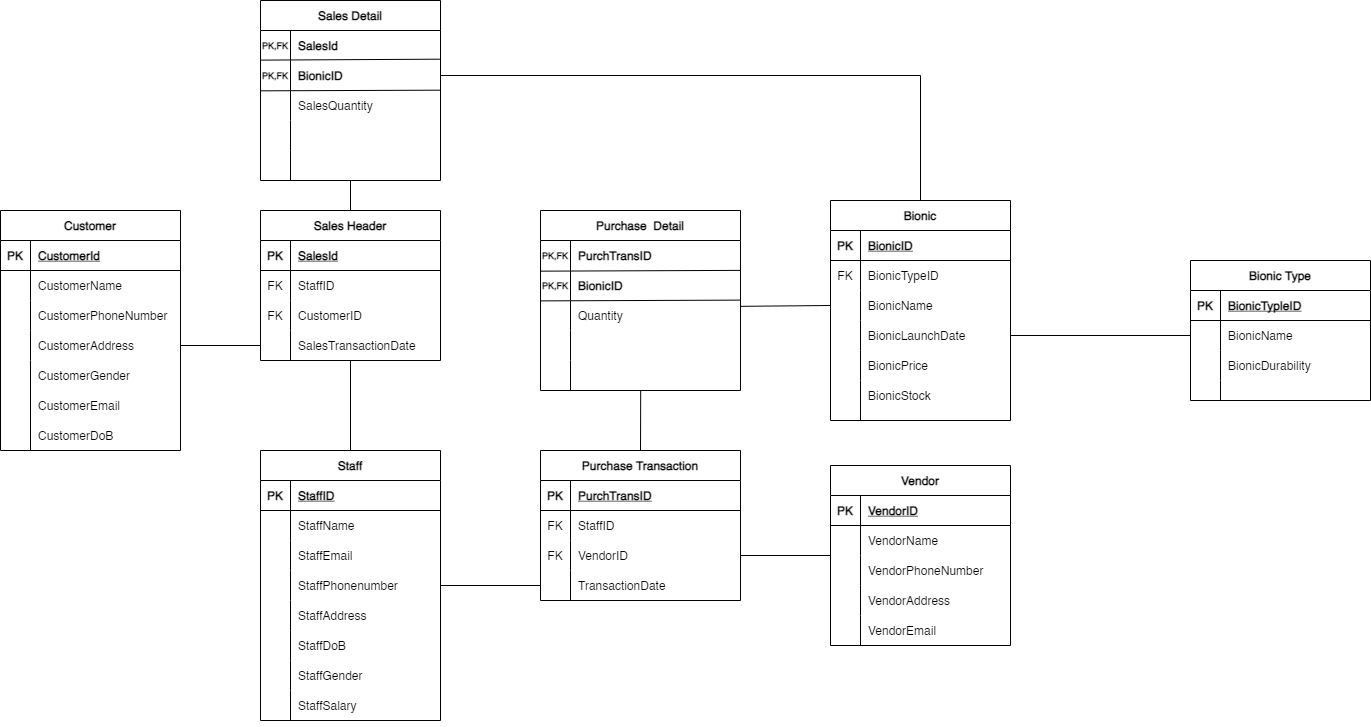 Sales Detail
PK,FK SalesId
PK,FK BionicID
SalesQuantity
Customer
PK CustomerId
CustomerName
CustomerPhoneNumber
CustomerAddress
CustomerGender
CustomerEmail
CustomerDoB
Sales Header
PK SalesId
FK StaffID
FK CustomerID
SalesTransactionDate
Purchase Detail
PK,FK PurchTransID
PK,FK BionicID
Quantity
Bionic
PK BionicID
FK BionicTypeID
BionicName
BionicLaunchDate
BionicPrice
BionicStock
Bionic Type
PK BionicTypleID
BionicName
BionicDurability
Staff
PK StaffID
StaffName
StaffEmail
StaffPhonenumber
StaffAddress
StaffDoB
StaffGender
StaffSalary
Purchase Transaction
PK PurchTransID
FK StaffID
FK VendorID
TransactionDate
Vendor
PK VendorID
VendorName
VendorPhoneNumber
VendorAddress
VendorEmail